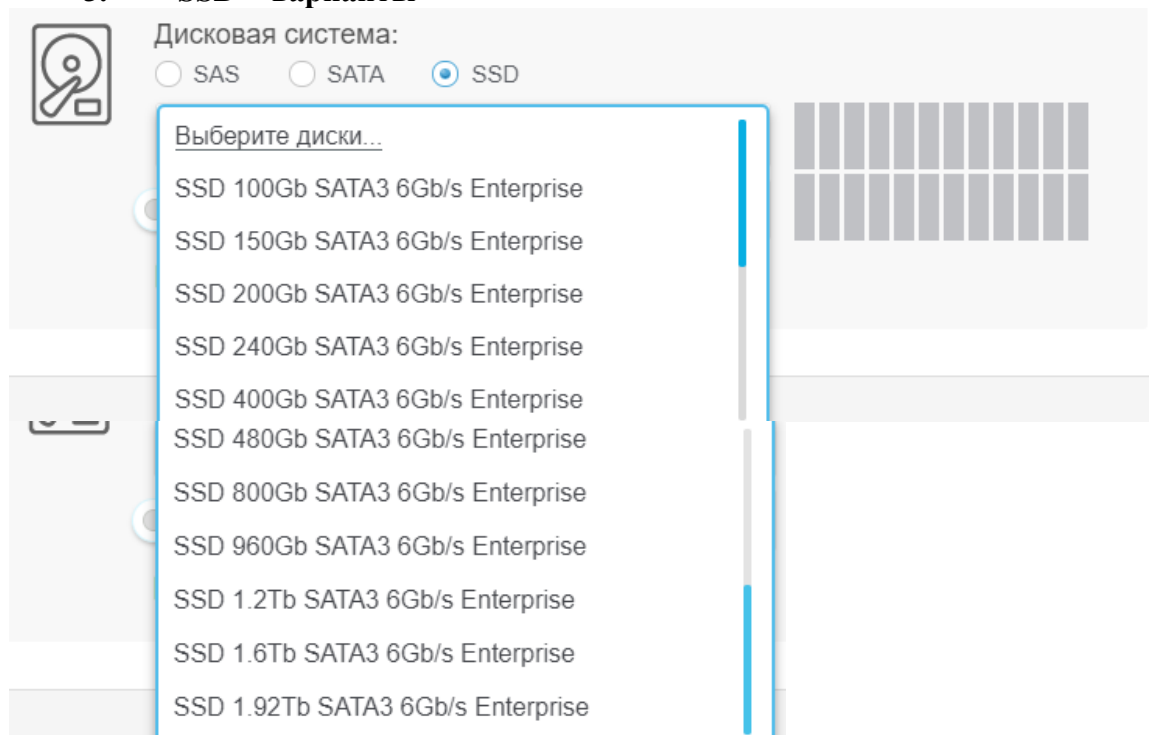 Дисковая система:
SAS SATA SSD
Выберите диски...
SSD 100Gb SATA3 6Gb/s Enterprise
SSD 150Gb SATA3 6Gb/s Enterprise
SSD 200Gb SATA3 6Gb/s Enterprise
SSD 240Gb SATA3 6Gb/s Enterprise
SSD 400Gb SATA3 6Gb/s Enterprise
SSD 480Gb SATA3 6Gb/s Enterprise
SSD 800Gb SATA3 6Gb/s Enterprise
SSD 960Gb SATA3 6Gb/s Enterprise
SSD 1.2Tb SATA3 6Gb/s Enterprise
SSD 1.6Tb SATA3 6Gb/s Enterprise
SSD 1.92Tb SATA3 6Gb/s Enterprise